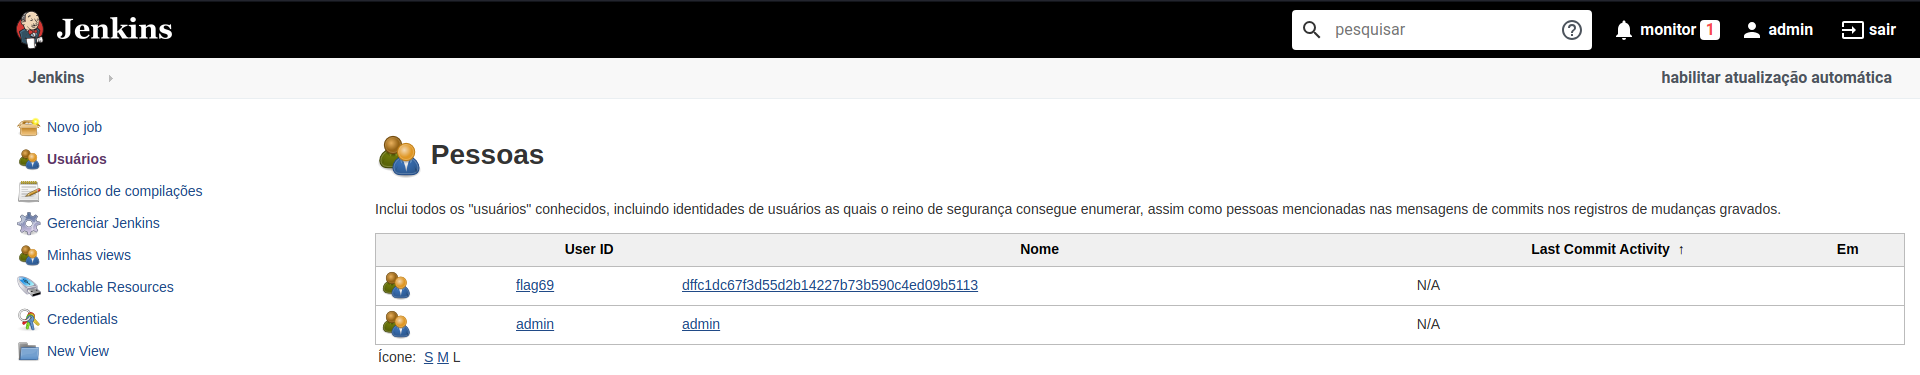 Jenkins
pesquisar
monitor 1
admin
sair
Jenkins
habilitar atualização automática
Novo job
Usuários
Histórico de compilações
Gerenciar Jenkins
Minhas views
Lockable Resources
Credentials
New View
Pessoas
Inclui todos os "usuários" conhecidos, incluindo identidades de usuários as quais o reino de segurança consegue enumerar, assim como pessoas mencionadas nas mensagens de commits nos registros de mudanças gravados.
User ID Nome Last Commit Activity ↑ Em
flag69 dffc1dc67f3d55d2b14227b73b590c4ed09b5113 N/A
admin admin N/A
Ícone: S M L